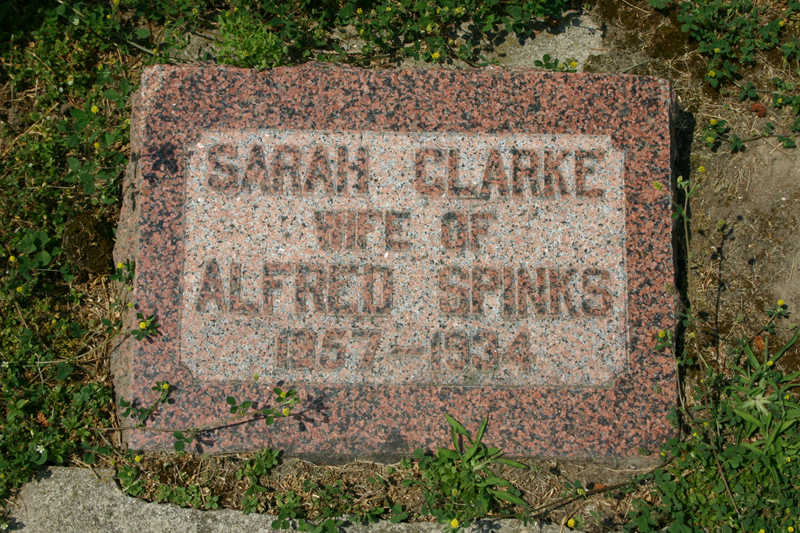 SARAH CLARKE
WIFE OF
ALFRED SPINKS
1857-1934